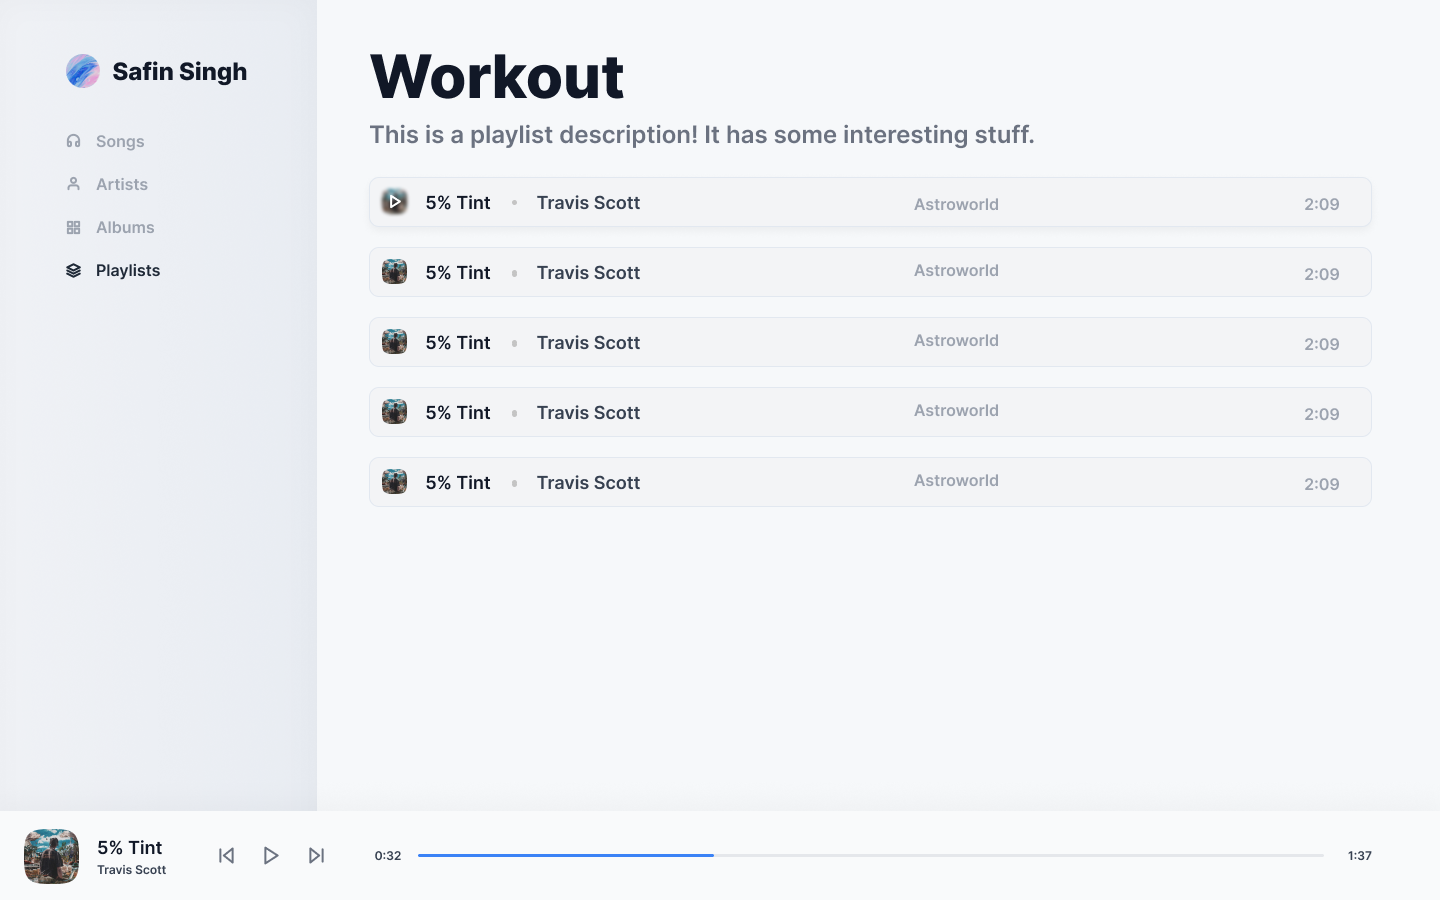 Safin Singh
Songs
Artists
Albums
Playlists
Workout
This is a playlist description! It has some interesting stuff.
5% Tint • Travis Scott Astroworld 2:09
5% Tint • Travis Scott Astroworld 2:09
5% Tint • Travis Scott Astroworld 2:09
5% Tint • Travis Scott Astroworld 2:09
5% Tint • Travis Scott Astroworld 2:09
5% Tint
Travis Scott
0:32 1:37